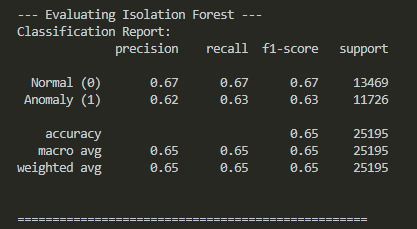 --- Evaluating Isolation Forest ---
Classification Report:
precision recall f1-score support
Normal (0) 0.67 0.67 0.67 13469
Anomaly (1) 0.62 0.63 0.63 11726
accuracy 0.65 25195
macro avg 0.65 0.65 0.65 25195
weighted avg 0.65 0.65 0.65 25195
==================================================